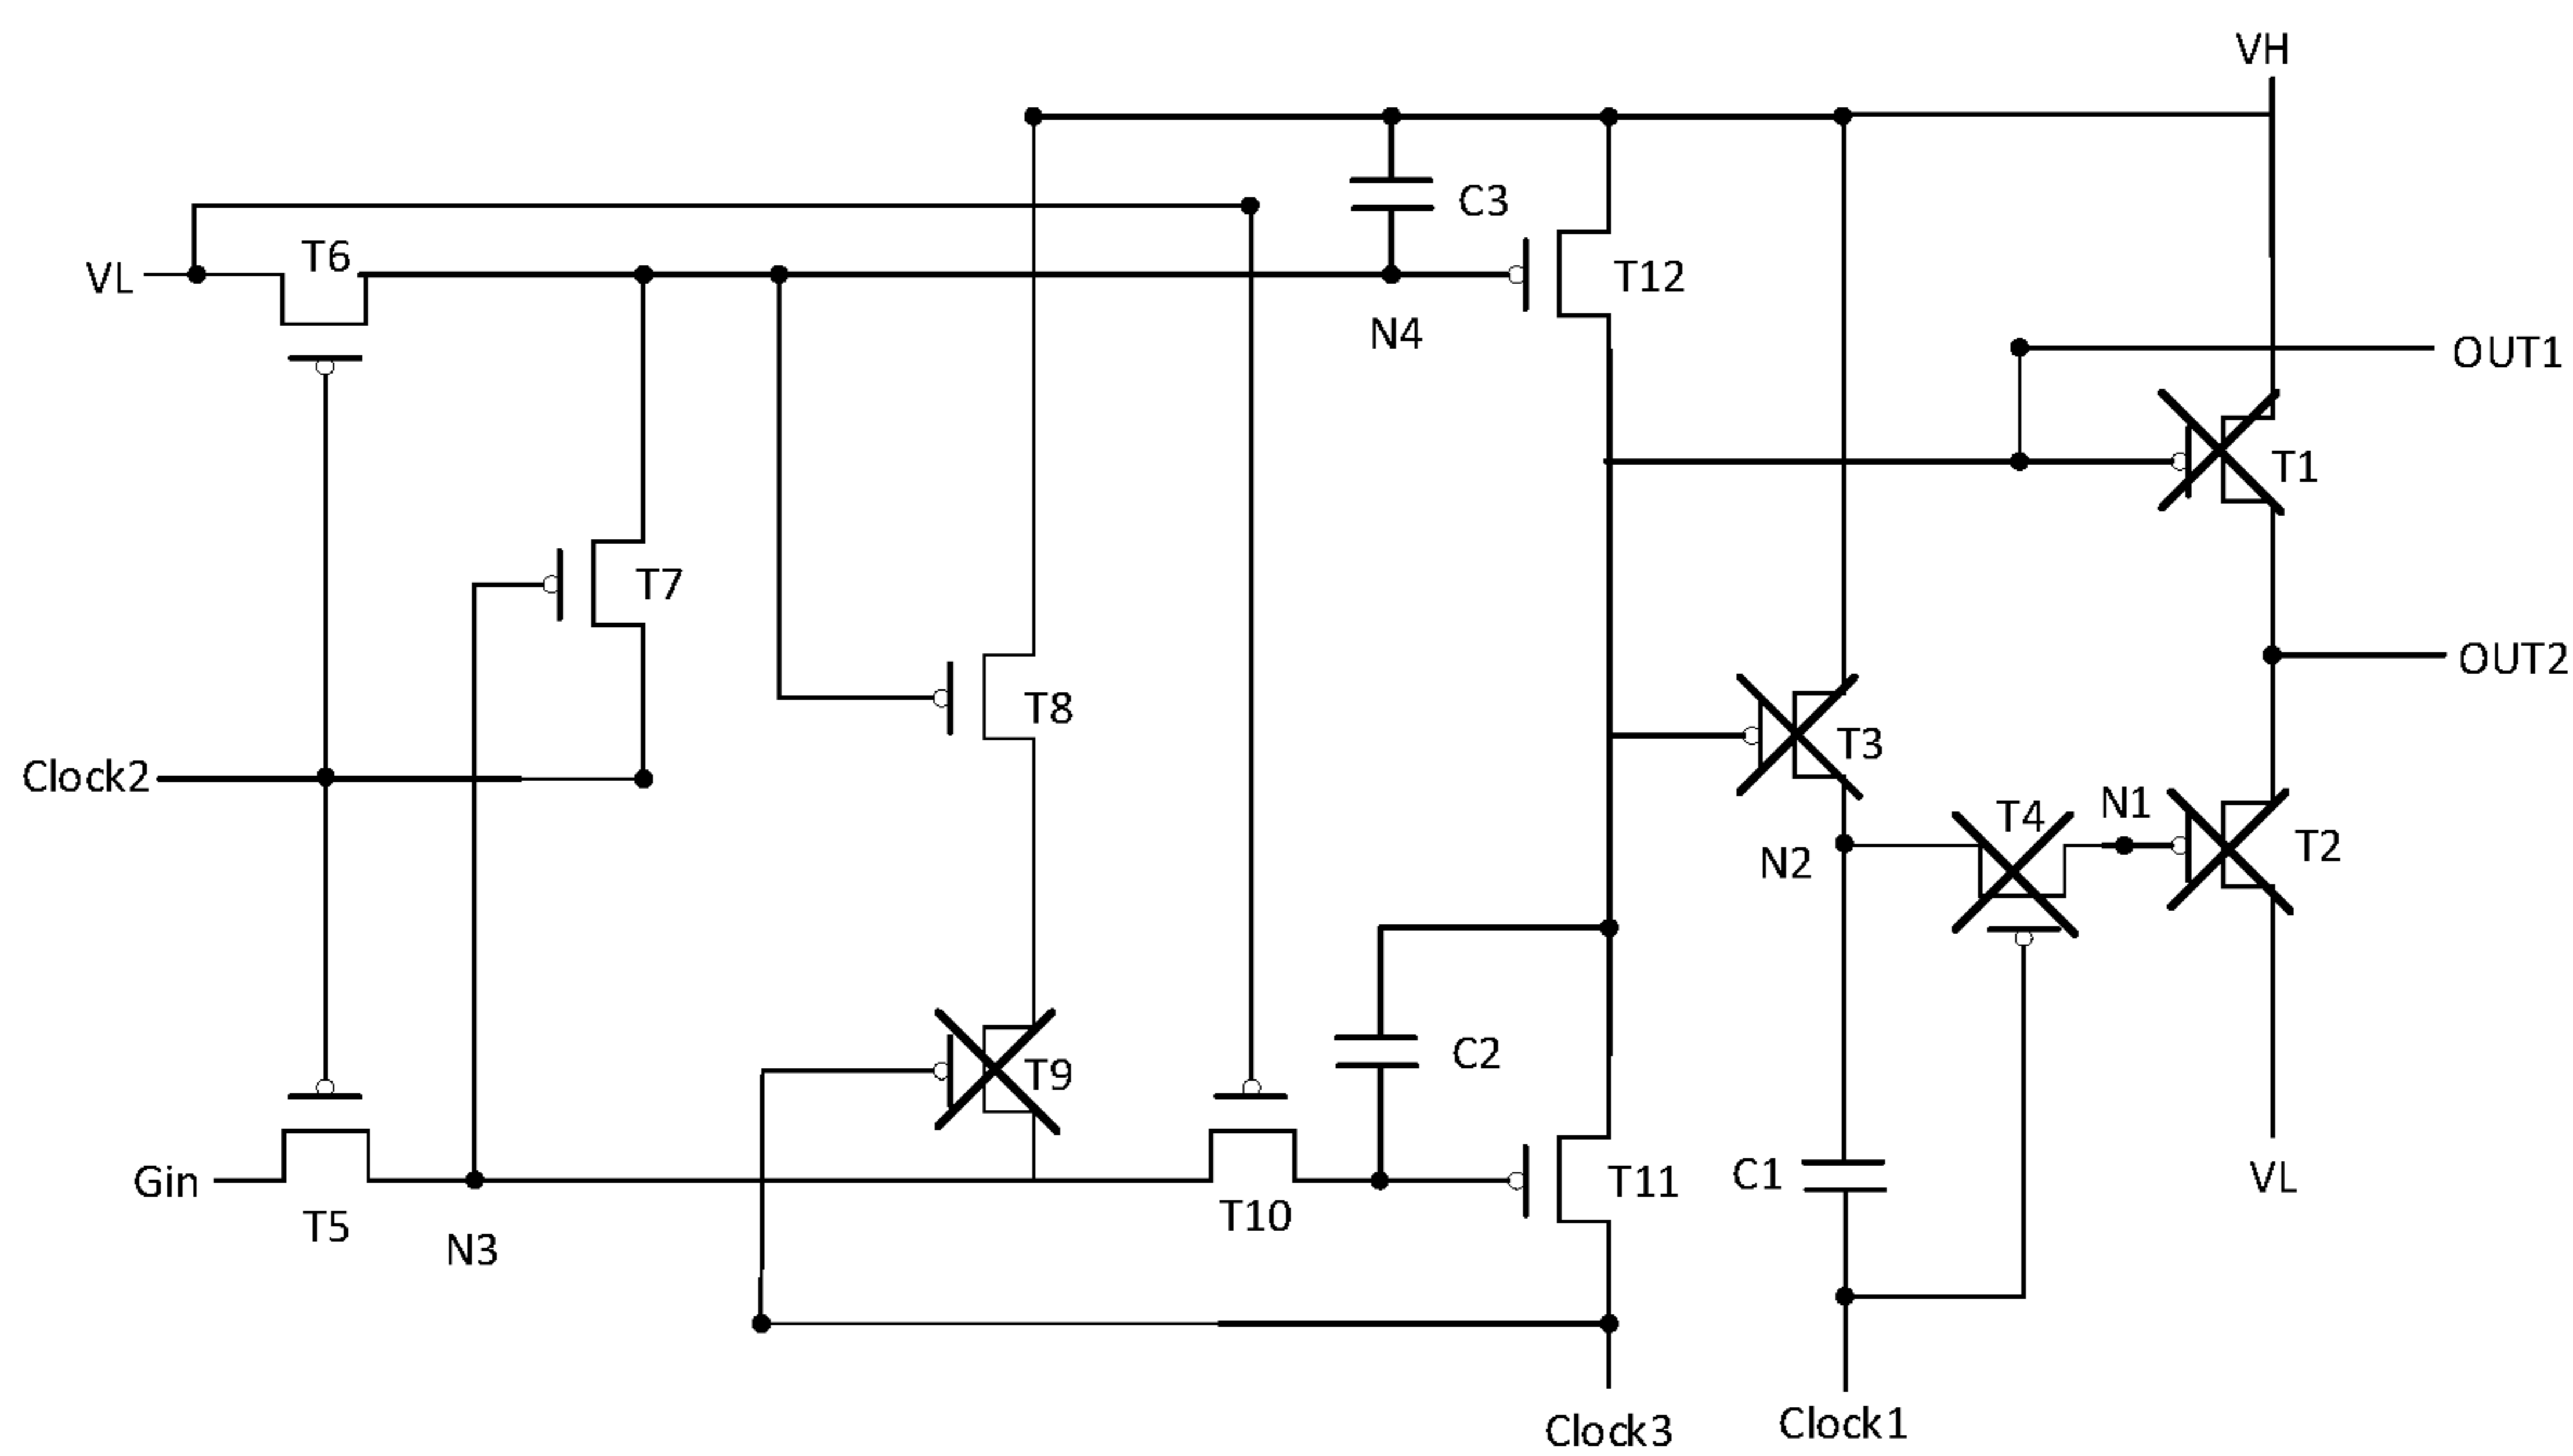 VH
C3
T6
VL
T12
N4
OUT1
T1
T7
OUT2
T8
T3
Clock2
N1
T4
T2
N2
C2
T9
C1
T11
VL
Gin
T10
T5
N3
Clock1
Clock3